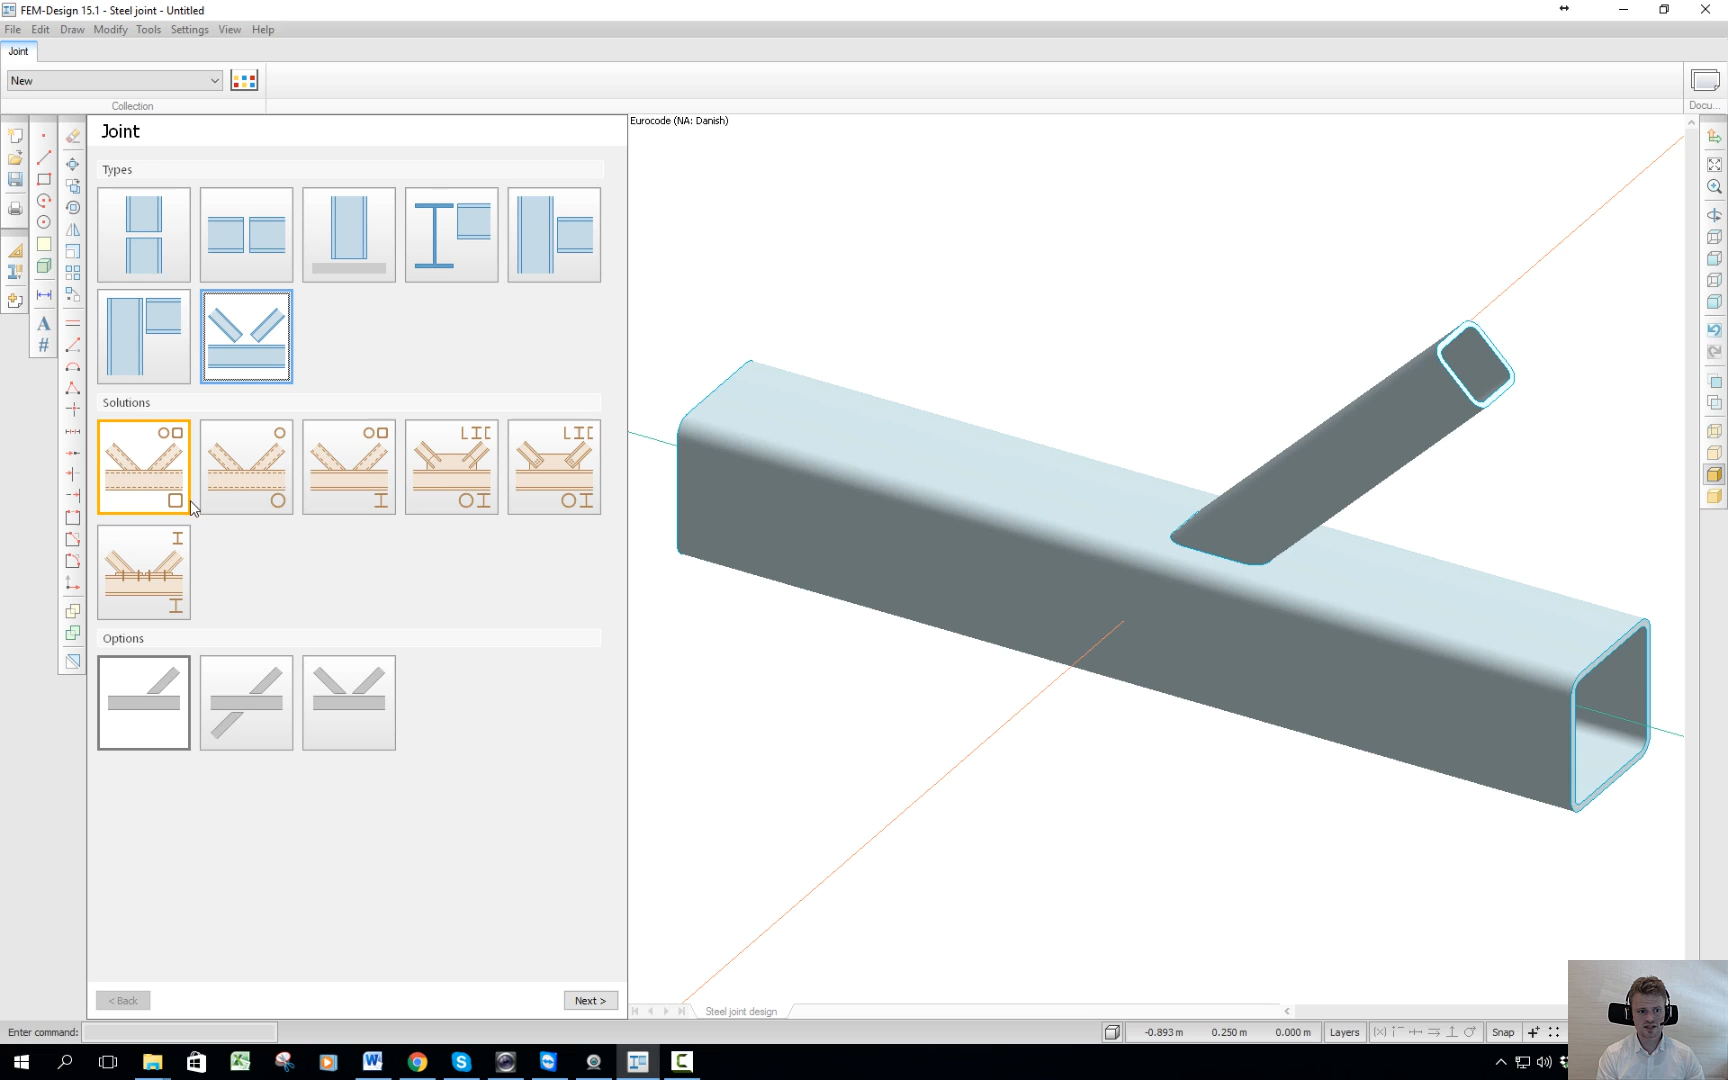 FEM-Design 15.1 - Steel joint - Untitled
File Edit Draw Modify Tools Settings View Help
Joint
New
Collection
Docu...
Joint
Eurocode (NA: Danish)
Types
Solutions
Options
< Back
Next >
Steel joint design
Enter command:
-0.893 m 0.250 m 0.000 m Layers Snap